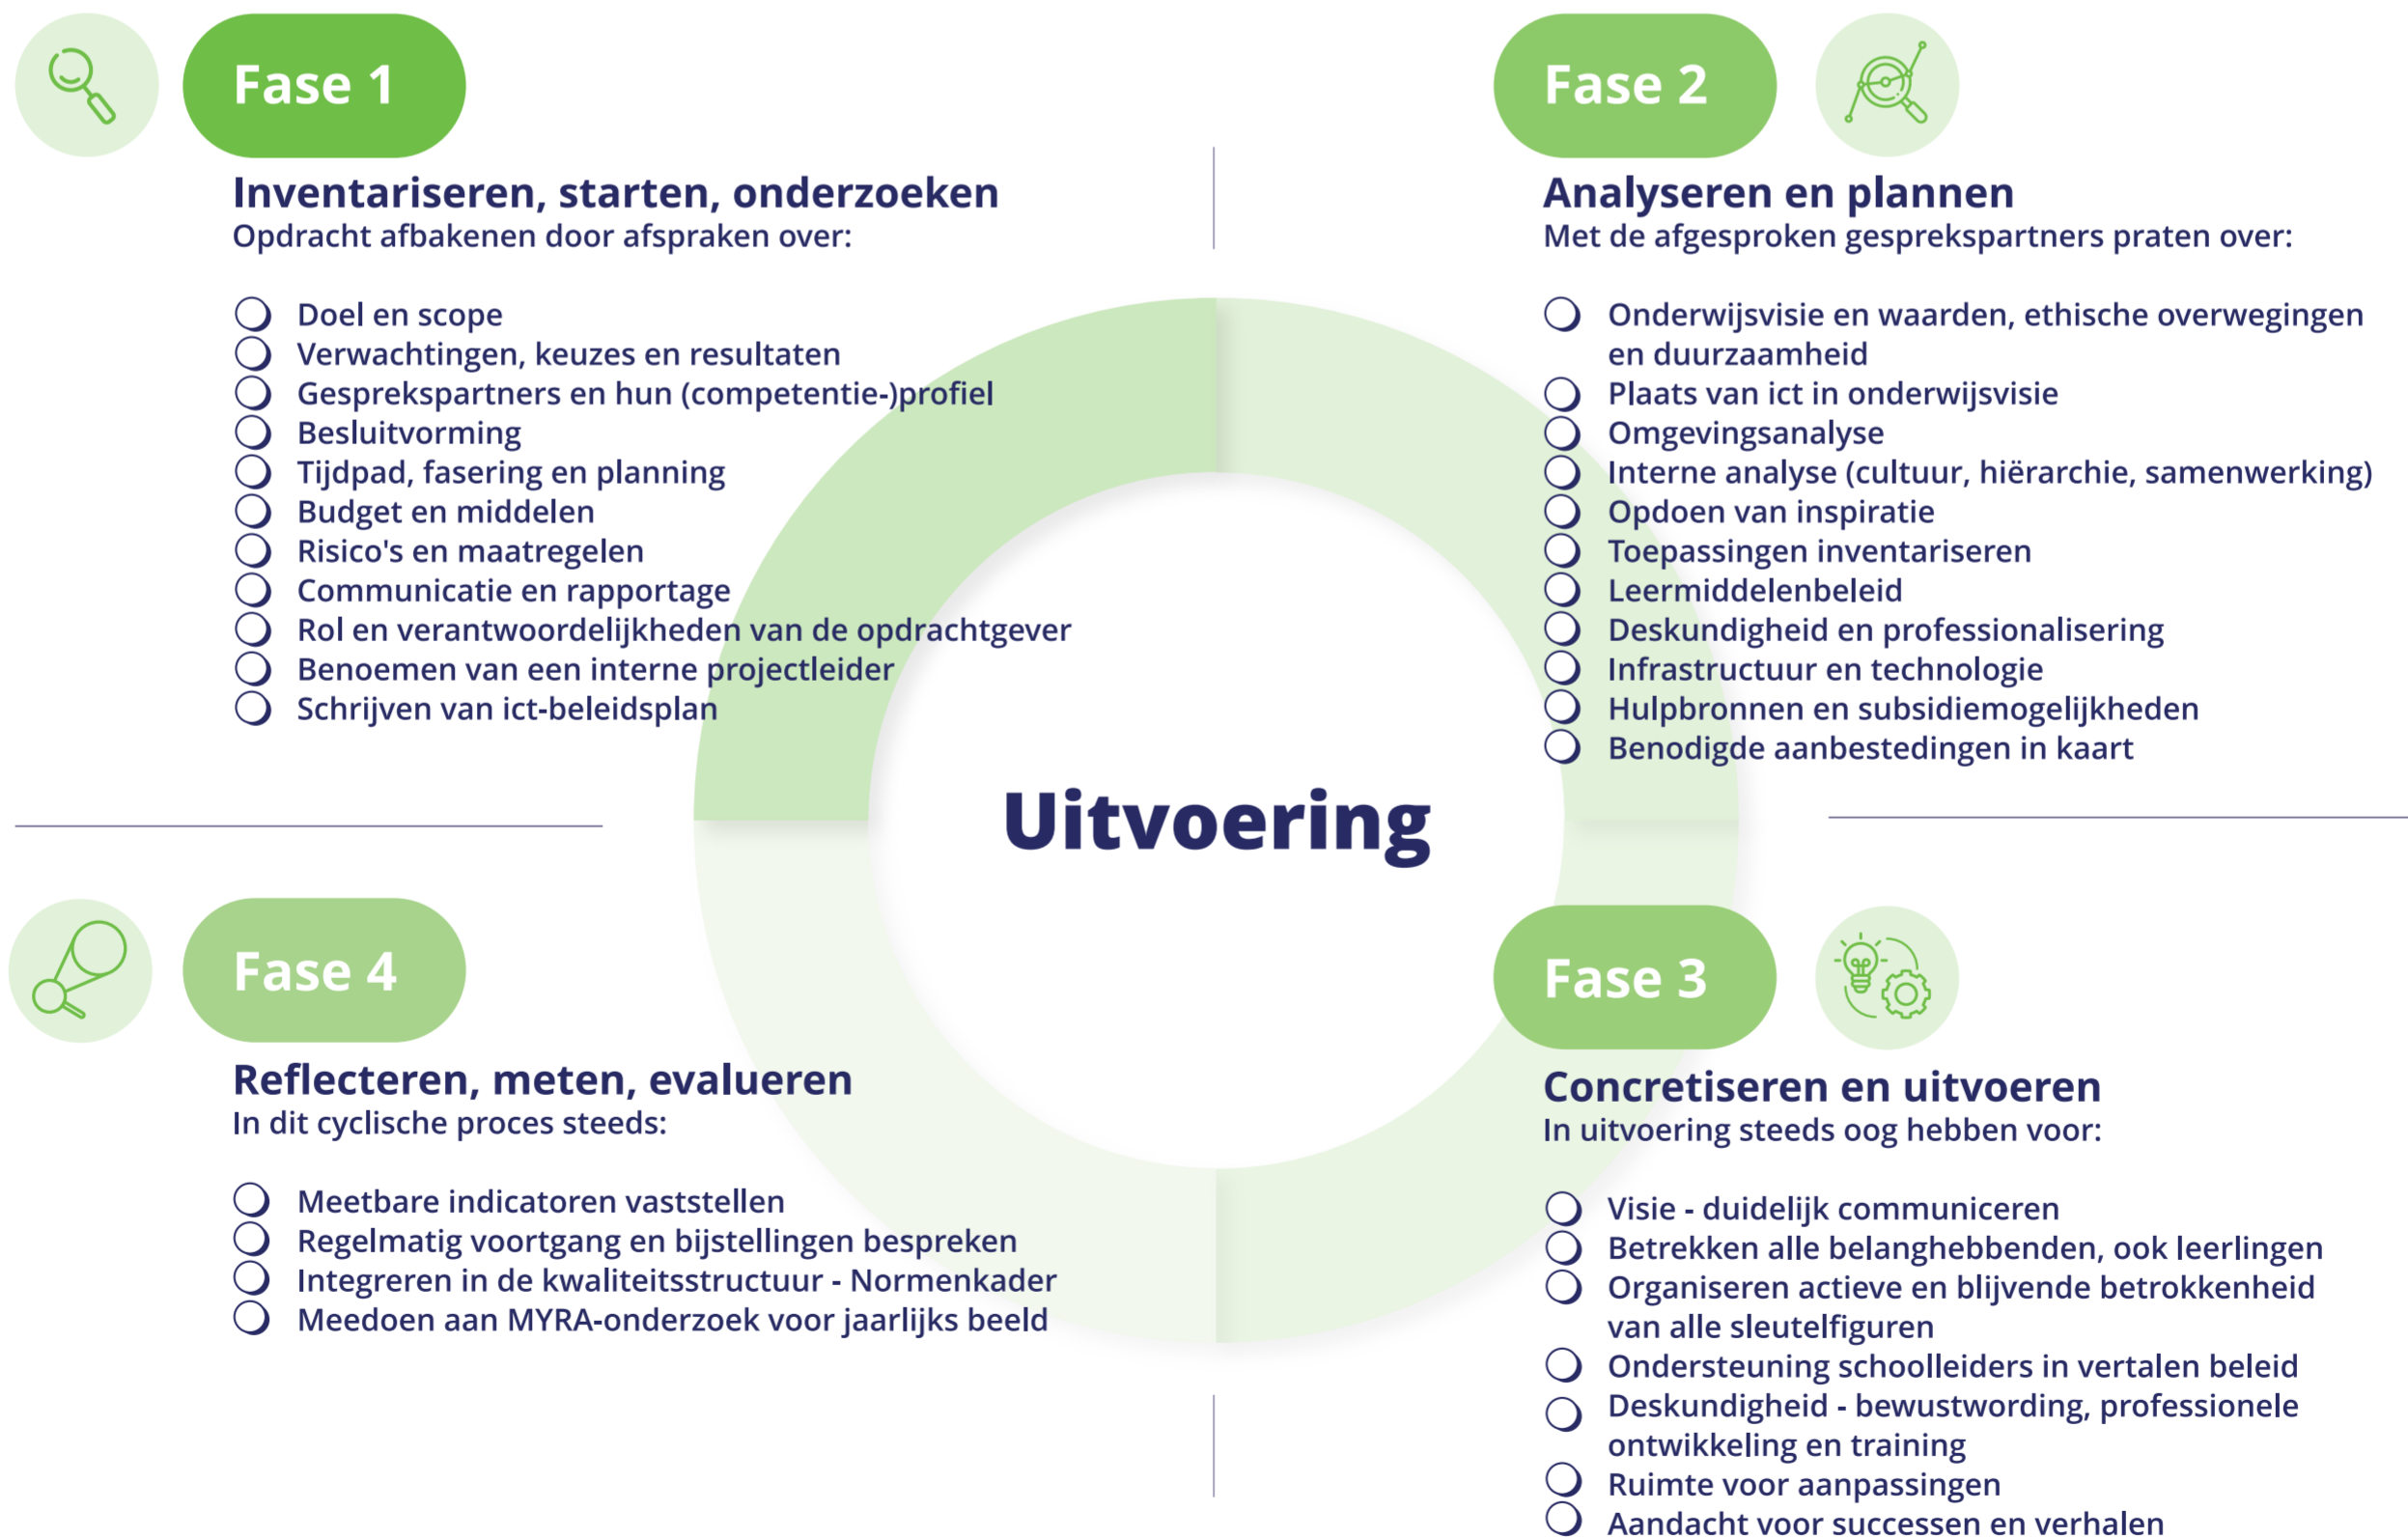 Fase 1
Inventariseren, starten, onderzoeken
Opdracht afbakenen door afspraken over:
Doel en scope
Verwachtingen, keuzes en resultaten
Gesprekspartners en hun (competentie-)profiel
Besluitvorming
Tijdpad, fasering en planning
Budget en middelen
Risico's en maatregelen
Communicatie en rapportage
Rol en verantwoordelijkheden van de opdrachtgever
Benoemen van een interne projectleider
Schrijven van ict-beleidsplan
Fase 2
Analyseren en plannen
Met de afgesproken gesprekspartners praten over:
Onderwijsvisie en waarden, ethische overwegingen
en duurzaamheid
Plaats van ict in onderwijsvisie
Omgevingsanalyse
Interne analyse (cultuur, hiërarchie, samenwerking)
Opdoen van inspiratie
Toepassingen inventariseren
Leermiddelenbeleid
Deskundigheid en professionalisering
Infrastructuur en technologie
Hulpbronnen en subsidiemogelijkheden
Benodigde aanbestedingen in kaart
Uitvoering
Fase 3
Concretiseren en uitvoeren
In uitvoering steeds oog hebben voor:
Visie - duidelijk communiceren
Betrekken alle belanghebbenden, ook leerlingen
Organiseren actieve en blijvende betrokkenheid
van alle sleutelfiguren
Ondersteuning schoolleiders in vertalen beleid
Deskundigheid - bewustwording, professionele
ontwikkeling en training
Ruimte voor aanpassingen
Aandacht voor successen en verhalen
Fase 4
Reflecteren, meten, evalueren
In dit cyclische proces steeds:
Meetbare indicatoren vaststellen
Regelmatig voortgang en bijstellingen bespreken
Integreren in de kwaliteitsstructuur - Normenkader
Meedoen aan MYRA-onderzoek voor jaarlijks beeld